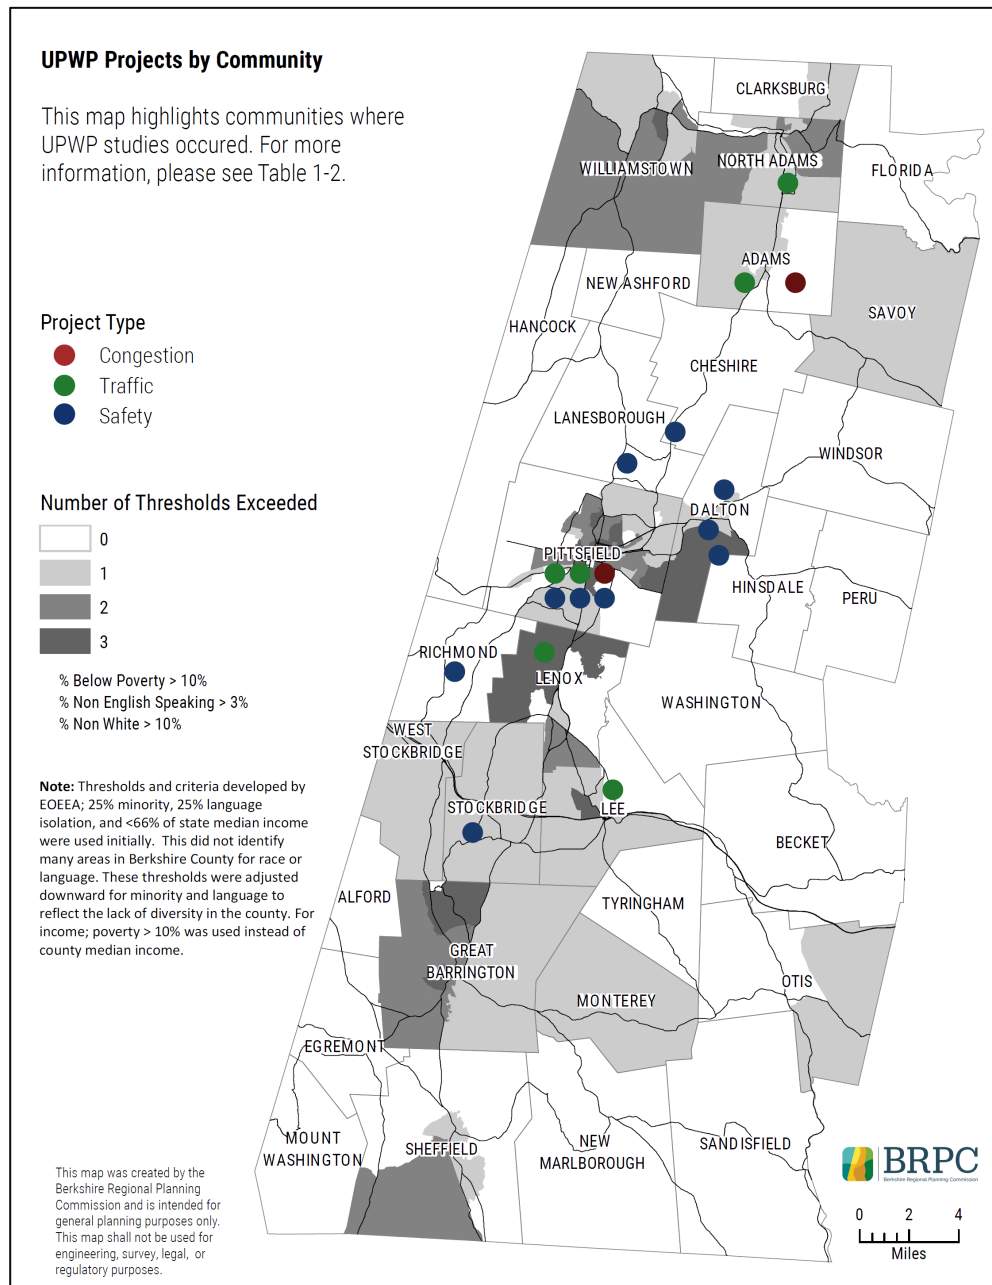 UPWP Projects by Community
This map highlights communities where
UPWP studies occured. For more
information, please see Table 1-2.
Project Type
Congestion
Traffic
Safety
Number of Thresholds Exceeded
0
1
2
3
% Below Poverty > 10%
% Non English Speaking > 3%
% Non White > 10%
Note: Thresholds and criteria developed by
EOEEA; 25% minority, 25% language
isolation, and <66% of state median income
were used initially.  This did not identify
many areas in Berkshire County for race or
language. These thresholds were adjusted
downward for minority and language to
reflect the lack of diversity in the county. For
income; poverty > 10% was used instead of
county median income.
This map was created by the
Berkshire Regional Planning
Commission and is intended for
general planning purposes only.
This map shall not be used for
engineering, survey, legal, or
regulatory purposes.
CLARKSBURG
WILLIAMSTOWN
NORTH ADAMS
FLORIDA
ADAMS
NEW ASHFORD
SAVOY
HANCOCK
CHESHIRE
LANESBOROUGH
WINDSOR
DALTON
PITTSFIELD
HINSDALE
PERU
RICHMOND
LENOX
WASHINGTON
WEST
STOCKBRIDGE
STOCKBRIDGE
LEE
BECKET
ALFORD
TYRINGHAM
GREAT
BARRINGTON
OTIS
MONTEREY
EGREMONT
MOUNT
WASHINGTON
SHEFFIELD
NEW
MARLBOROUGH
SANDISFIELD
BRPC
Berkshire Regional Planning Commission
0 2 4
Miles